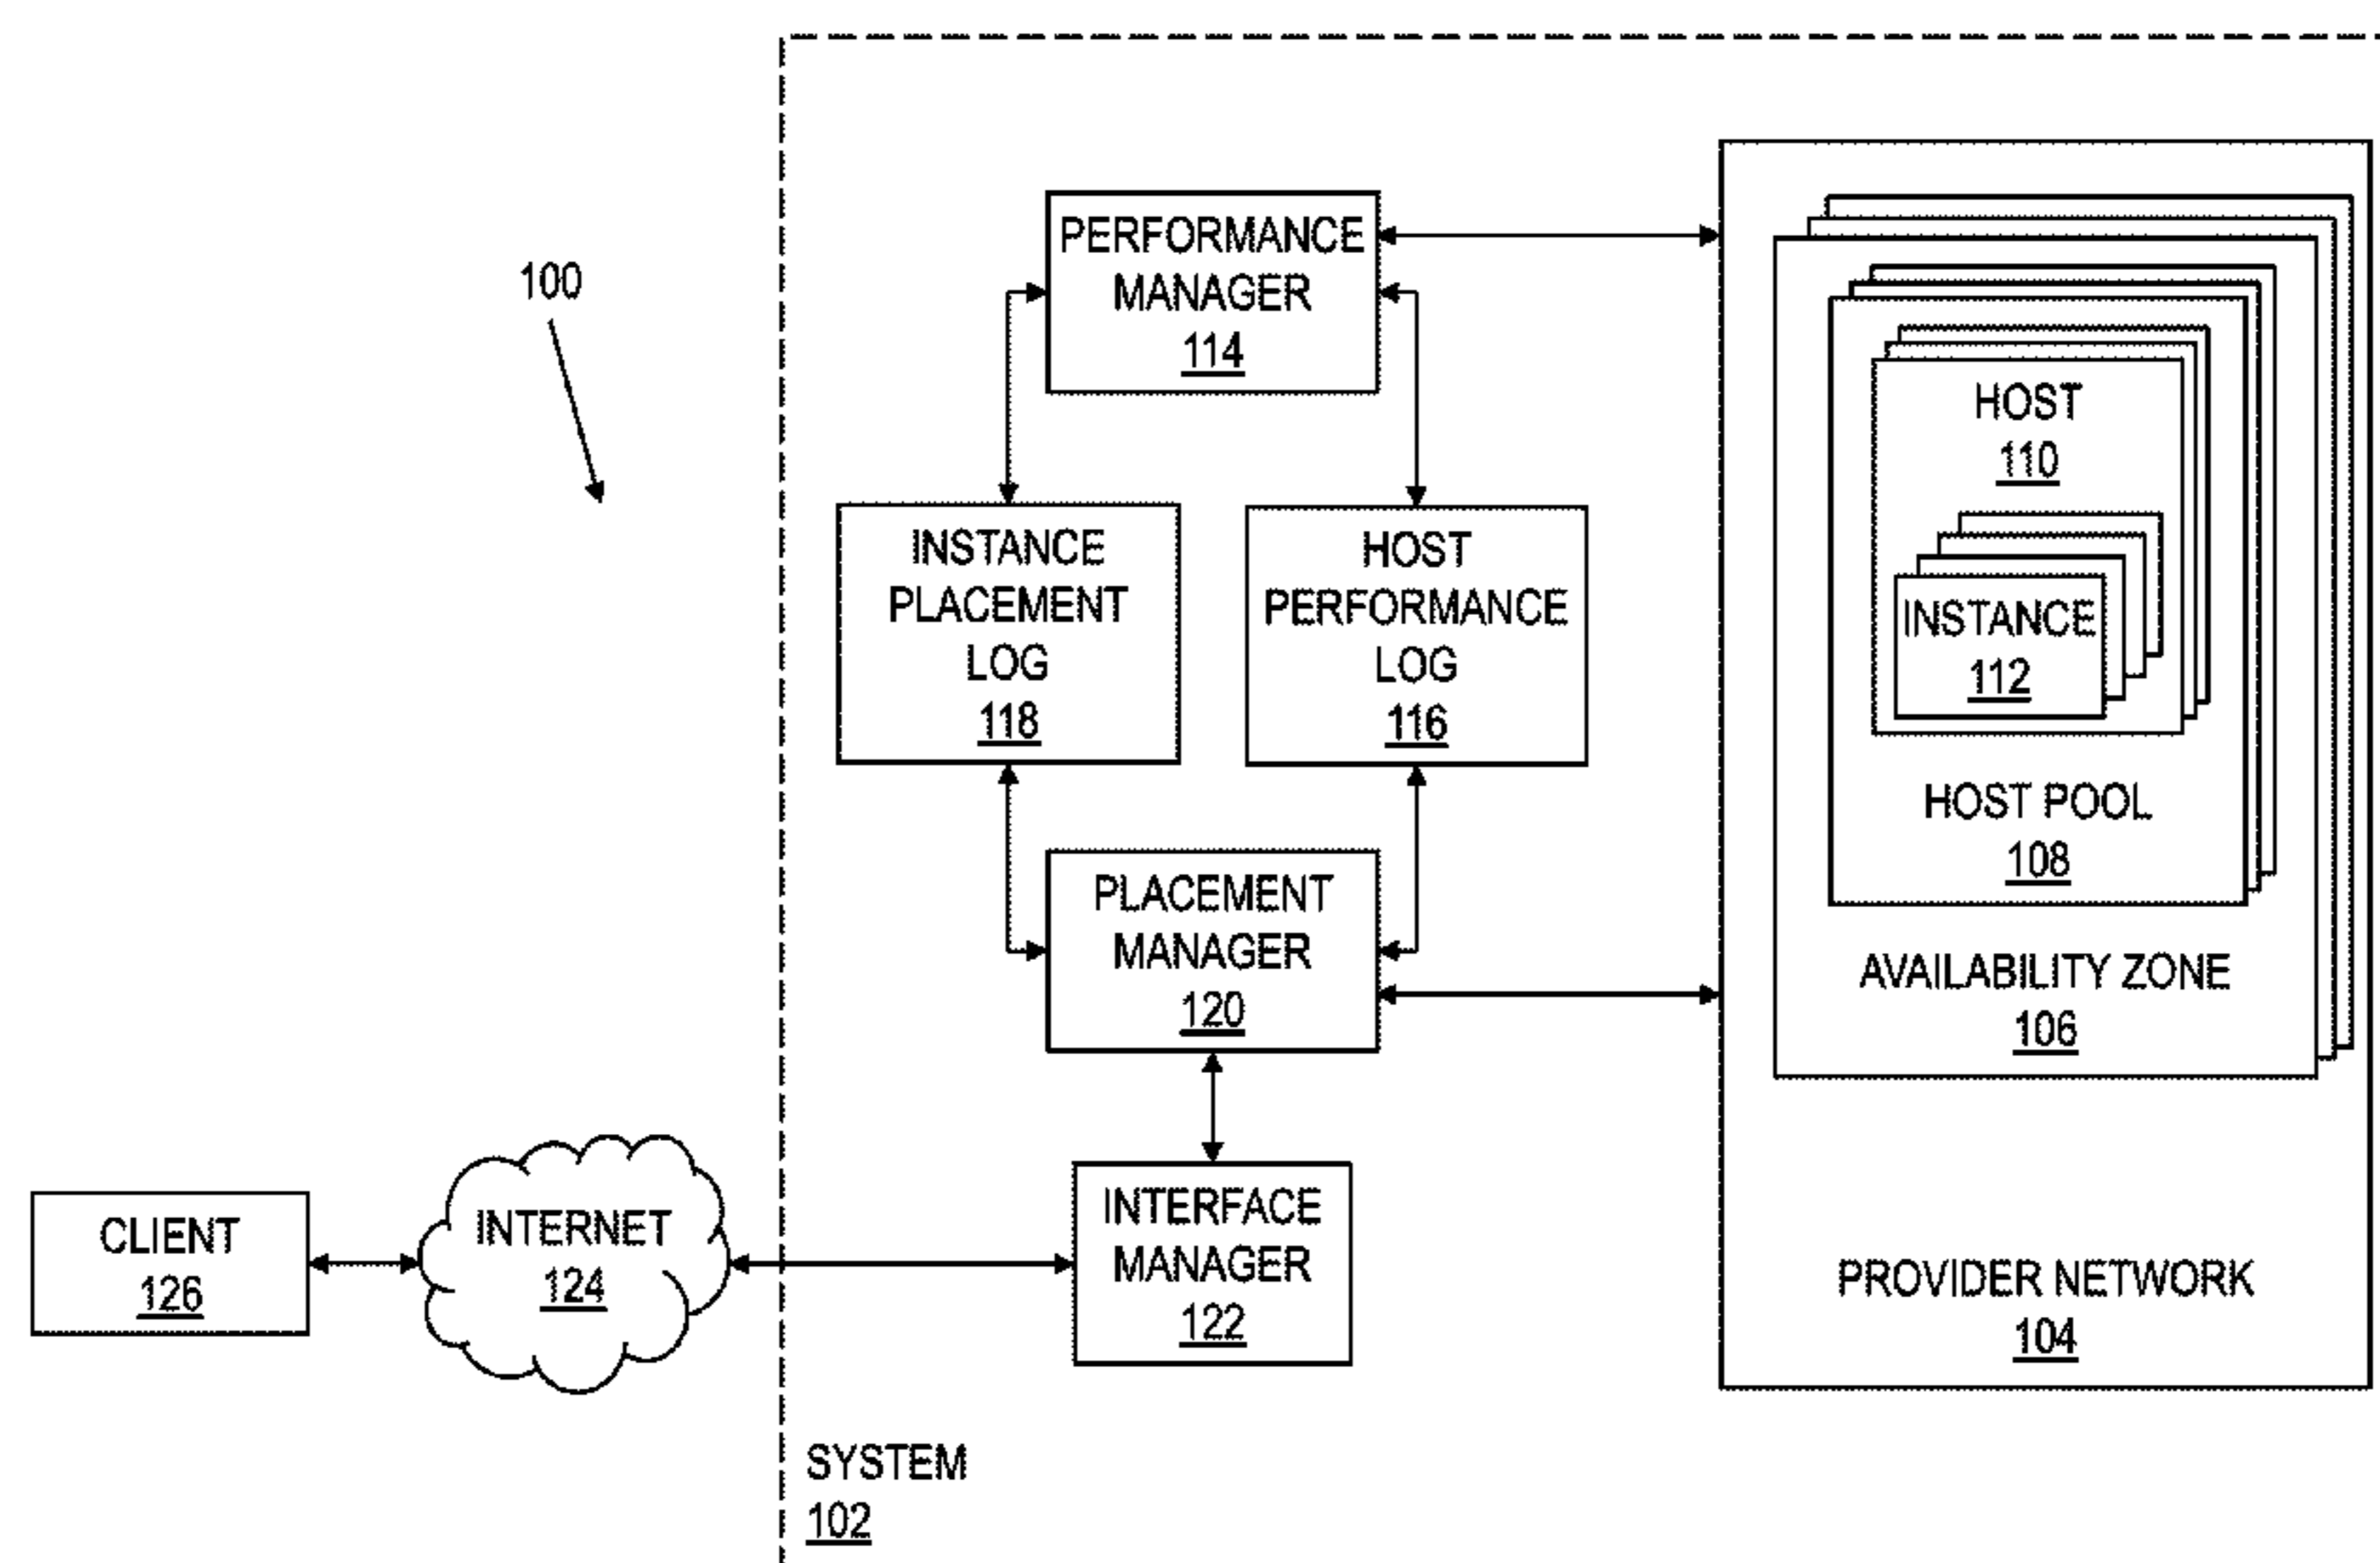 100
PERFORMANCE
MANAGER
114
INSTANCE
PLACEMENT
LOG
118
HOST
PERFORMANCE
LOG
116
PLACEMENT
MANAGER
120
INTERFACE
MANAGER
122
CLIENT
126
INTERNET
124
SYSTEM
102
HOST
110
INSTANCE
112
HOST POOL
108
AVAILABILITY ZONE
106
PROVIDER NETWORK
104